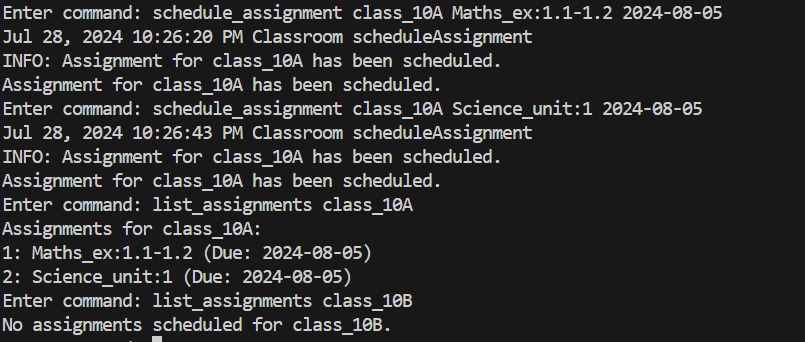 Enter command: schedule_assignment class_10A Maths_ex:1.1-1.2 2024-08-05
Jul 28, 2024 10:26:20 PM Classroom scheduleAssignment
INFO: Assignment for class_10A has been scheduled.
Assignment for class_10A has been scheduled.
Enter command: schedule_assignment class_10A Science_unit:1 2024-08-05
Jul 28, 2024 10:26:43 PM Classroom scheduleAssignment
INFO: Assignment for class_10A has been scheduled.
Assignment for class_10A has been scheduled.
Enter command: list_assignments class_10A
Assignments for class_10A:
1: Maths_ex:1.1-1.2 (Due: 2024-08-05)
2: Science_unit:1 (Due: 2024-08-05)
Enter command: list_assignments class_10B
No assignments scheduled for class_10B.